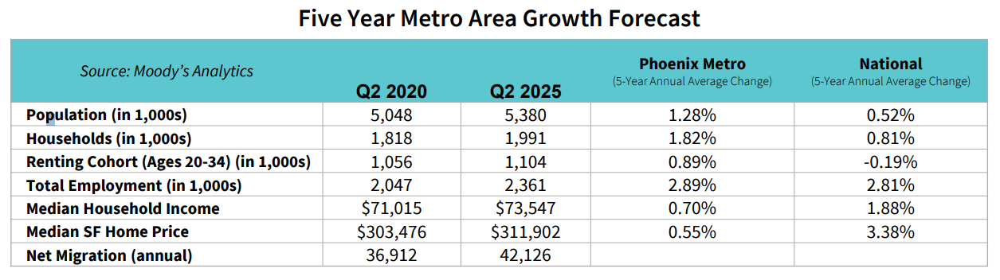 Five Year Metro Area Growth Forecast
Source: Moody’s Analytics Q2 2020 Q2 2025 Phoenix Metro (5-Year Annual Average Change) National (5-Year Annual Average Change)
Population (in 1,000s) 5,048 5,380 1.28% 0.52%
Households (in 1,000s) 1,818 1,991 1.82% 0.81%
Renting Cohort (Ages 20-34) (in 1,000s) 1,056 1,104 0.89% -0.19%
Total Employment (in 1,000s) 2,047 2,361 2.89% 2.81%
Median Household Income $71,015 $73,547 0.70% 1.88%
Median SF Home Price $303,476 $311,902 0.55% 3.38%
Net Migration (annual) 36,912 42,126